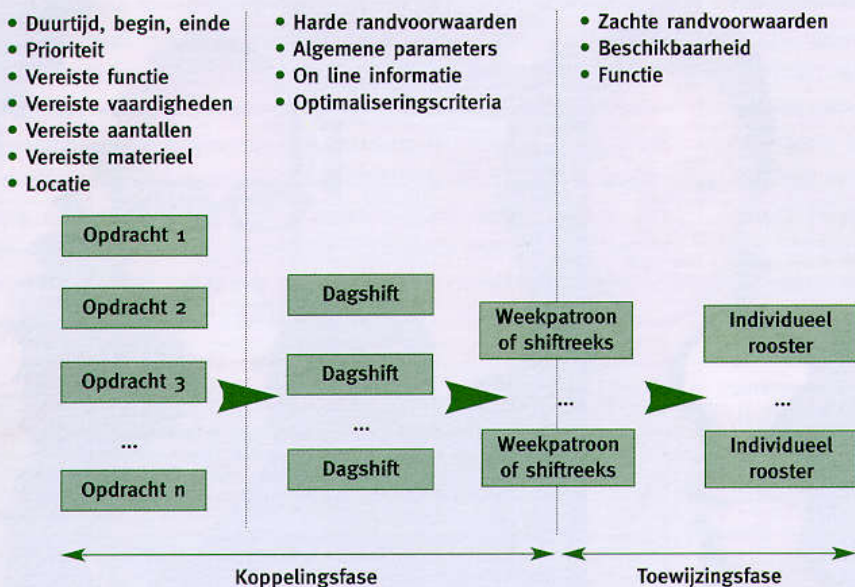 • Duurtijd, begin, einde
• Prioriteit
• Vereiste functie
• Vereiste vaardigheden
• Vereiste aantallen
• Vereiste materieel
• Locatie
• Harde randvoorwaarden
• Algemene parameters
• On line informatie
• Optimaliseringscriteria
• Zachte randvoorwaarden
• Beschikbaarheid
• Functie
Opdracht 1
Opdracht 2
Opdracht 3
...
Opdracht n
Dagshift
Dagshift
...
Dagshift
Weekpatroon
of shiftreeks
...
Weekpatroon
of shiftreeks
Individueel
rooster
...
Individueel
rooster
Koppelingsfase
Toewijzingsfase